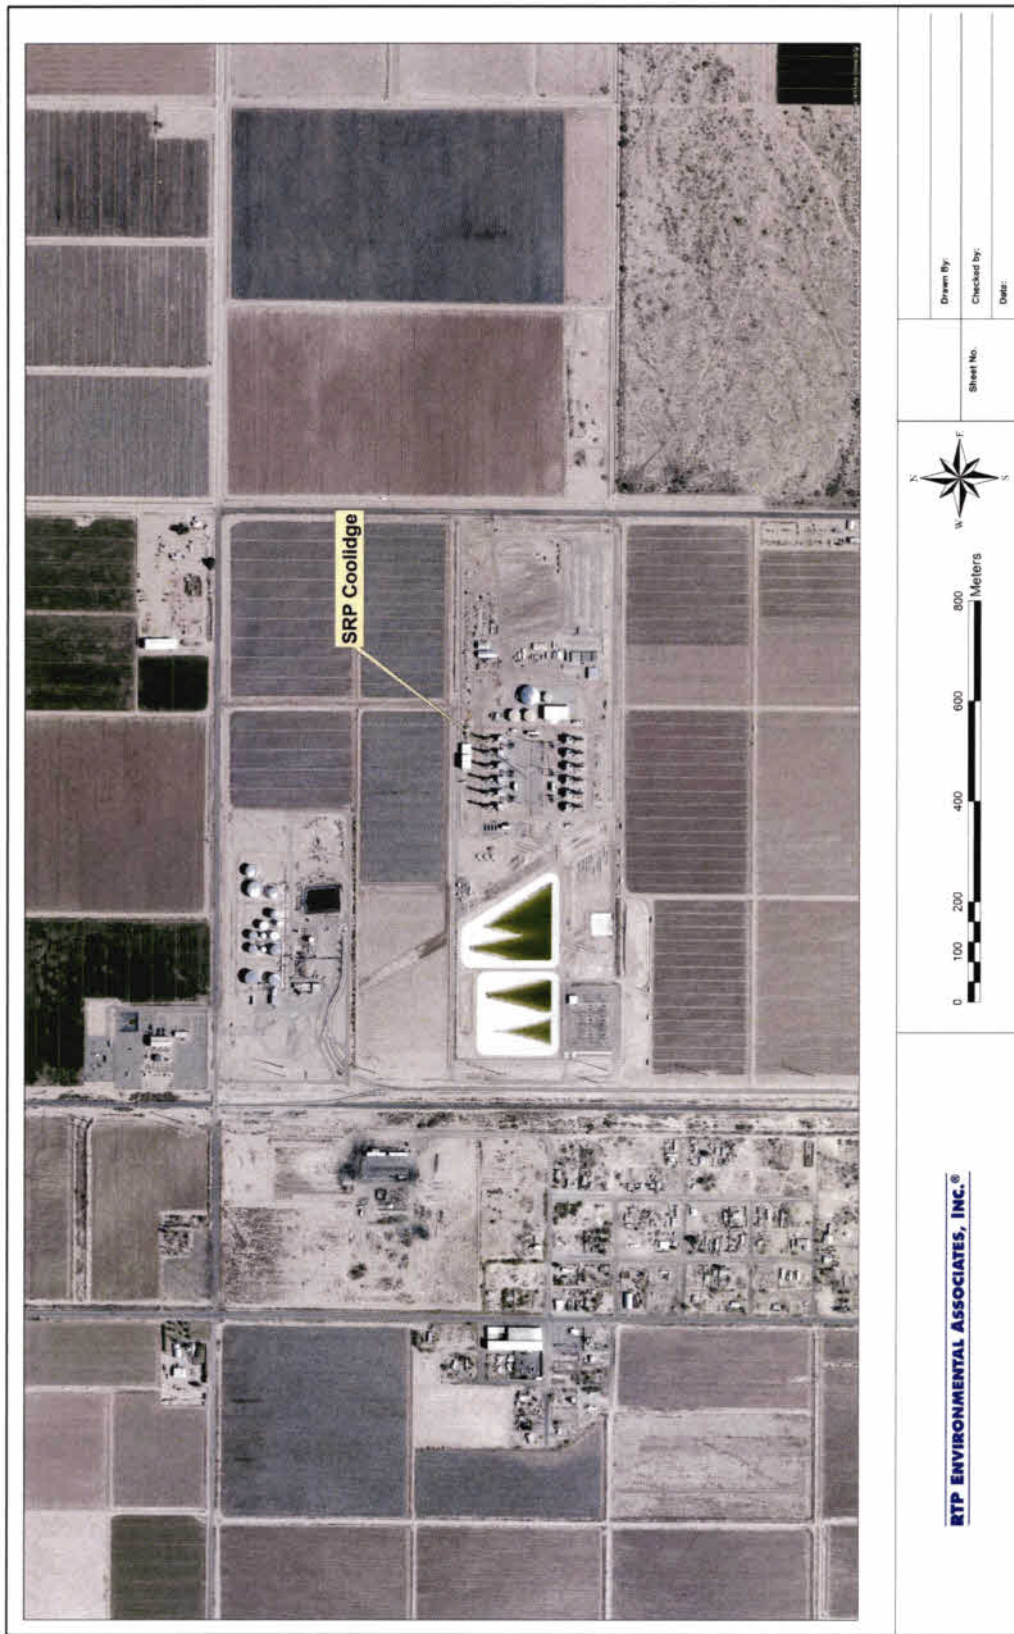 SRP Coolidge
RTP ENVIRONMENTAL ASSOCIATES, INC.®
0 100 200 400 600 800
Meters
N
W E
S
Sheet No.
Drawn By:
Checked by:
Date: